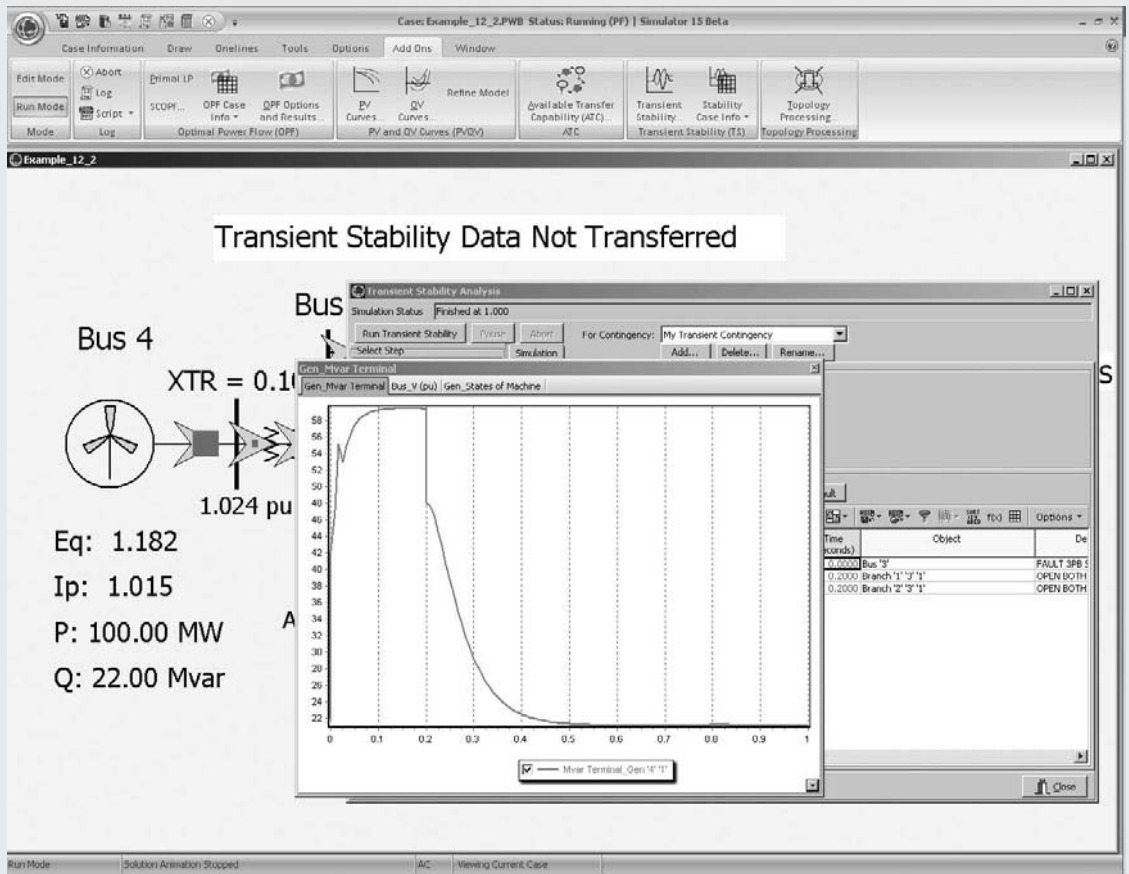 Case: Example_12_2.PWB Status: Running (PF) | Simulator 15 Beta
Case Information Draw Onelines Tools Options Add Ons Window
Edit Mode
Run Mode
Mode
Abort
Log
Script
Log
Primal LP
SCOPF...
OPF Case Info
OPF Options and Results...
Optimal Power Flow (OPF)
PV Curves...
QV Curves...
Refine Model
PV and QV Curves (PVQV)
Available Transfer Capability (ATC)...
ATC
Transient Stability...
Stability Case Info
Transient Stability (TS)
Topology Processing...
Topology Processing
Example_12_2
Transient Stability Data Not Transferred
Bus
Bus 4
XTR = 0.10
1.024 pu
Eq: 1.182
Ip: 1.015
P: 100.00 MW
Q: 22.00 Mvar
A
s
Transient Stability Analysis
Simulation Status Finished at 1.000
Run Transient Stability Pause Abort For Contingency: My Transient Contingency
Select Step Simulation Add... Delete... Rename...
Gen_Mvar Terminal
Gen_Mvar Terminal Bus_V (pu) Gen_States of Machine
58
56
54
52
50
48
46
44
42
40
38
36
34
32
30
28
26
24
22
0 0.1 0.2 0.3 0.4 0.5 0.6 0.7 0.8 0.9 1
Mvar Terminal_Gen '4' '1'
ult
f(x) Options
Time Object De
(seconds)
0.0000 Bus '3' FAULT 3PB S
0.2000 Branch '1' '3' '1' OPEN BOTH
0.2000 Branch '2' '3' '1' OPEN BOTH
Close
Run Mode Solution Animation Stopped AC Viewing Current Case